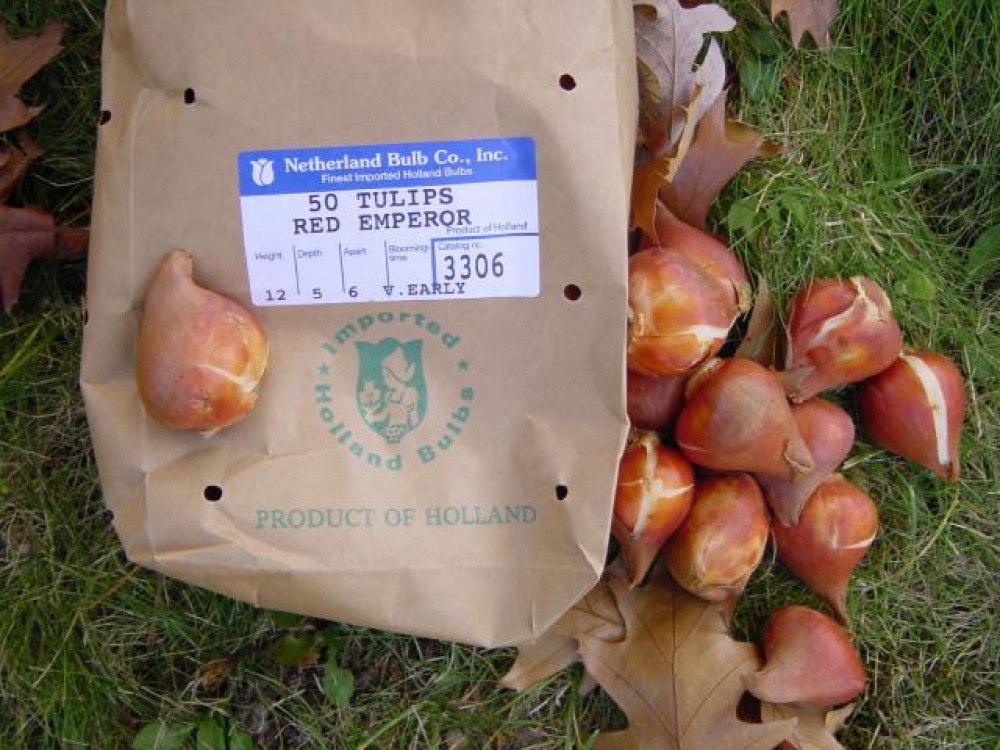 Netherland Bulb Co., Inc.
Finest Imported Holland Bulbs
50 TULIPS
RED EMPEROR
Product of Holland
Height Depth Apart Blooming time Catalog nr.
3306
12 5 6 V.EARLY
Imported
Holland Bulbs
PRODUCT OF HOLLAND